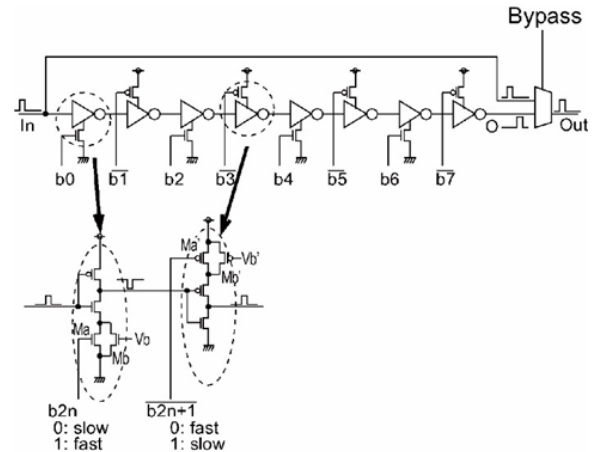 Bypass
In
O
Out
b0
b1
b2
b3
b4
b5
b6
b7
Ma'
Vb'
Mb'
Ma
Vb
Mb
b2n
b2n+1
0: slow
0: fast
1: fast
1: slow